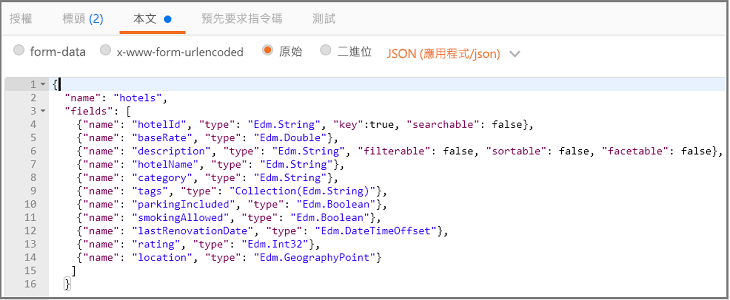 授權 標頭 (2) 本文 預先要求指令碼 測試
form-data x-www-form-urlencoded 原始 二進位 JSON (應用程式/json)
1 {
2 "name": "hotels",
3 "fields": [
4 {"name": "hotelId", "type": "Edm.String", "key":true, "searchable": false},
5 {"name": "baseRate", "type": "Edm.Double"},
6 {"name": "description", "type": "Edm.String", "filterable": false, "sortable": false, "facetable": false},
7 {"name": "hotelName", "type": "Edm.String"},
8 {"name": "category", "type": "Edm.String"},
9 {"name": "tags", "type": "Collection(Edm.String)"},
10 {"name": "parkingIncluded", "type": "Edm.Boolean"},
11 {"name": "smokingAllowed", "type": "Edm.Boolean"},
12 {"name": "lastRenovationDate", "type": "Edm.DateTimeOffset"},
13 {"name": "rating", "type": "Edm.Int32"},
14 {"name": "location", "type": "Edm.GeographyPoint"}
15 ]
16 }